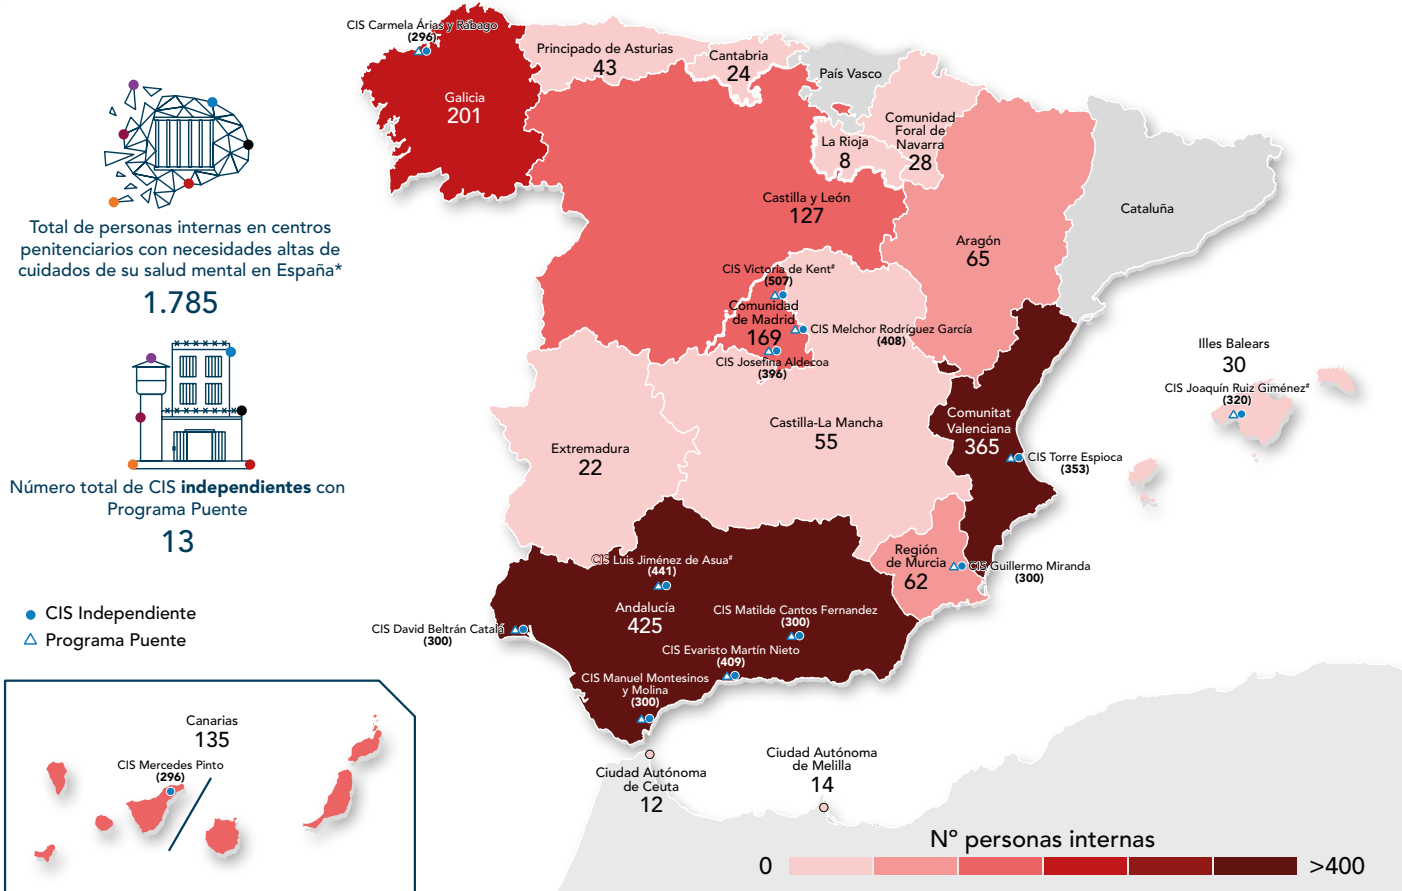 CIS Carmela Árias y Rábago
(296)
Principado de Asturias
43
Cantabria
24
País Vasco
Galicia
201
Comunidad
Foral de
Navarra
28
La Rioja
8
Castilla y León
127
Cataluña
Aragón
65
Total de personas internas en centros
penitenciarios con necesidades altas de
cuidados de su salud mental en España*
1.785
CIS Victoria de Kent#
(507)
Comunidad
de Madrid
169
CIS Melchor Rodríguez García
(408)
CIS Josefina Aldecoa
(396)
Illes Balears
30
CIS Joaquín Ruiz Giménez#
(320)
Castilla-La Mancha
55
Comunitat
Valenciana
365
Extremadura
22
CIS Torre Espioca
(353)
Número total de CIS independientes con
Programa Puente
13
CIS Luis Jiménez de Asua#
(441)
Región
de Murcia
62
CIS Guillermo Miranda
(300)
CIS Independiente
Programa Puente
Andalucía
425
CIS Matilde Cantos Fernandez
(300)
CIS David Beltrán Catalá
(300)
CIS Evaristo Martín Nieto
(409)
CIS Manuel Montesinos
y Molina
(300)
Canarias
135
CIS Mercedes Pinto
(296)
Ciudad Autónoma
de Ceuta
12
Ciudad Autónoma
de Melilla
14
Nº personas internas
0 >400